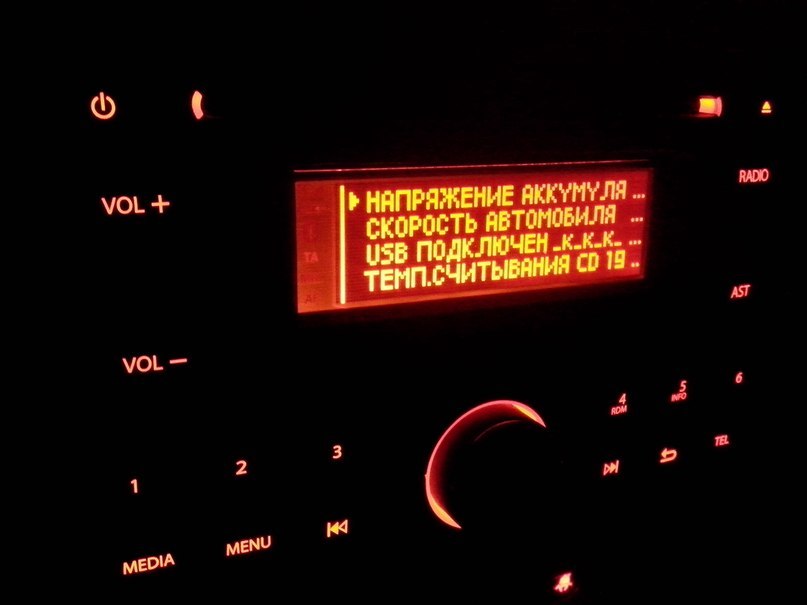 VOL +
НАПРЯЖЕНИЕ АККУМУЛЯ ...
СКОРОСТЬ АВТОМОБИЛЯ ...
USB ПОДКЛЮЧЕН _К_К_К_ ...
ТЕМП.СЧИТЫВАНИЯ CD 19 ..
TA
RADIO
AST
VOL −
1
2
3
4
RDM
5
INFO
6
MEDIA
MENU
TEL